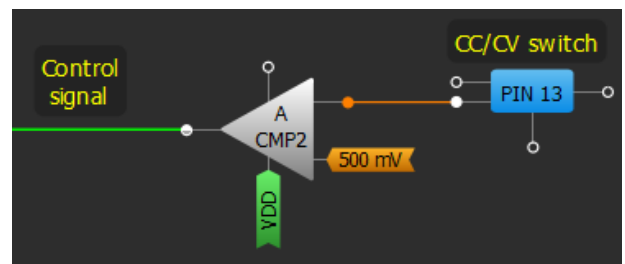 CC/CV switch
Control
signal
A
CMP2
PIN 13
500 mV
VDD